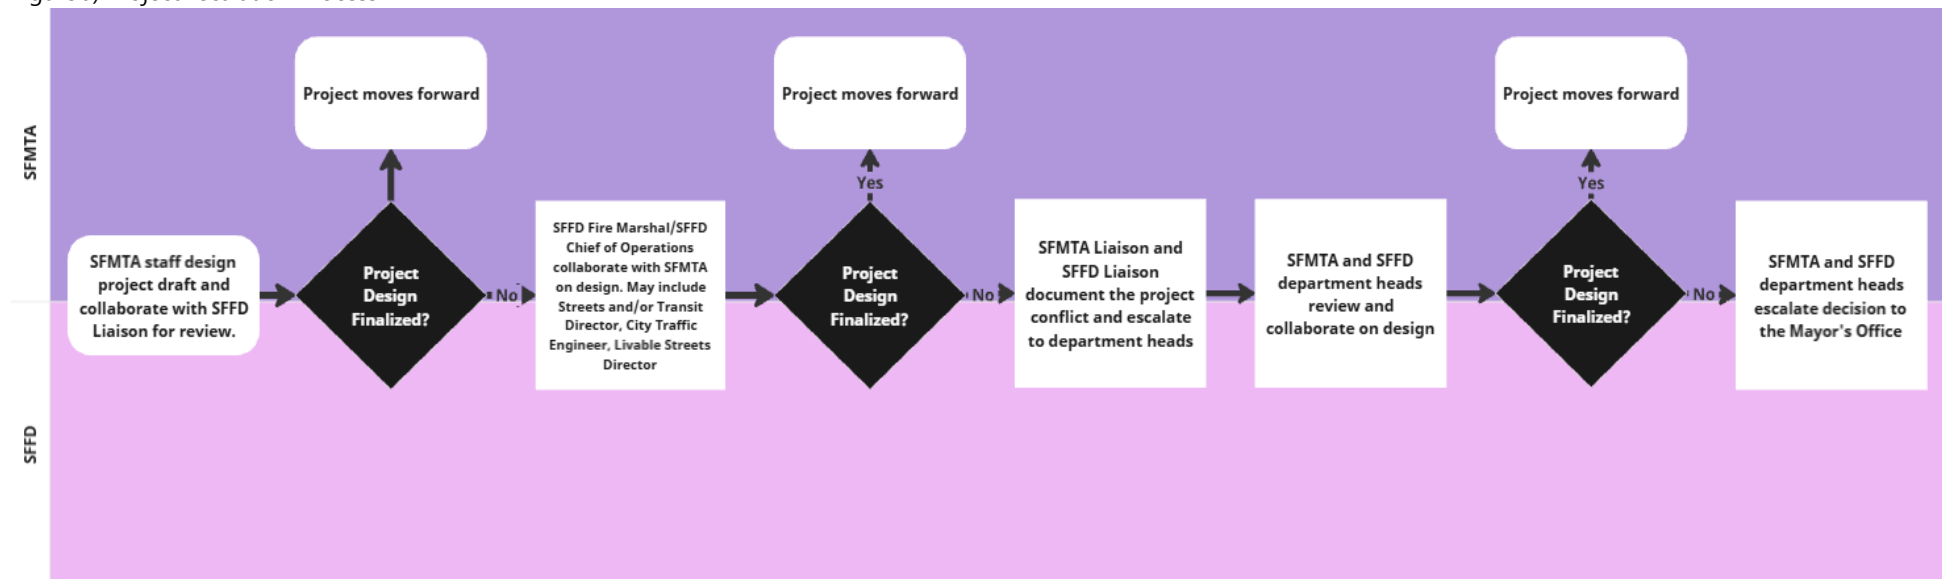 SFMTA
SFFD
Project moves forward
Project moves forward
Project moves forward
Yes
Yes
SFMTA staff design
project draft and
collaborate with SFFD
Liaison for review.
Project
Design
Finalized?
No
SFFD Fire Marshal/SFFD
Chief of Operations
collaborate with SFMTA
on design. May include
Streets and/or Transit
Director, City Traffic
Engineer, Livable Streets
Director
Project
Design
Finalized?
No
SFMTA Liaison and
SFFD Liaison
document the project
conflict and escalate
to department heads
SFMTA and SFFD
department heads
review and
collaborate on design
Project
Design
Finalized?
No
SFMTA and SFFD
department heads
escalate decision to
the Mayor's Office